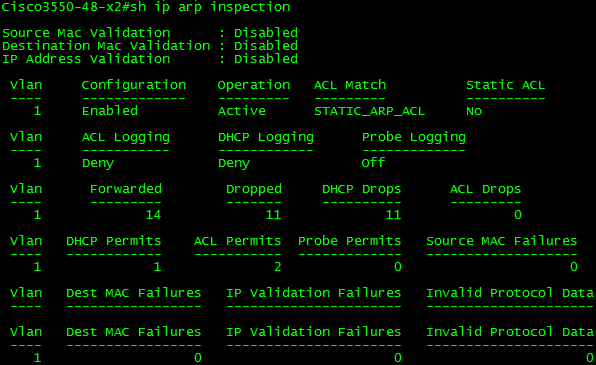 Cisco3550-48-x2#sh ip arp inspection
Source Mac Validation      : Disabled
Destination Mac Validation : Disabled
IP Address Validation      : Disabled
 Vlan     Configuration    Operation   ACL Match          Static ACL
 ----     -------------    ---------   ---------          ----------
    1     Enabled          Active      STATIC_ARP_ACL     No
 Vlan     ACL Logging      DHCP Logging      Probe Logging
 ----     -----------      ------------      -------------
    1     Deny             Deny              Off
 Vlan      Forwarded        Dropped     DHCP Drops      ACL Drops
 ----      ---------        -------     ----------      ---------
    1             14             11             11              0
 Vlan   DHCP Permits    ACL Permits  Probe Permits   Source MAC Failures
 ----   ------------    -----------  -------------   -------------------
    1              1              2              0                     0
 Vlan   Dest MAC Failures   IP Validation Failures   Invalid Protocol Data
 ----   -----------------   ----------------------   ---------------------
 Vlan   Dest MAC Failures   IP Validation Failures   Invalid Protocol Data
 ----   -----------------   ----------------------   ---------------------
    1                   0                        0                       0